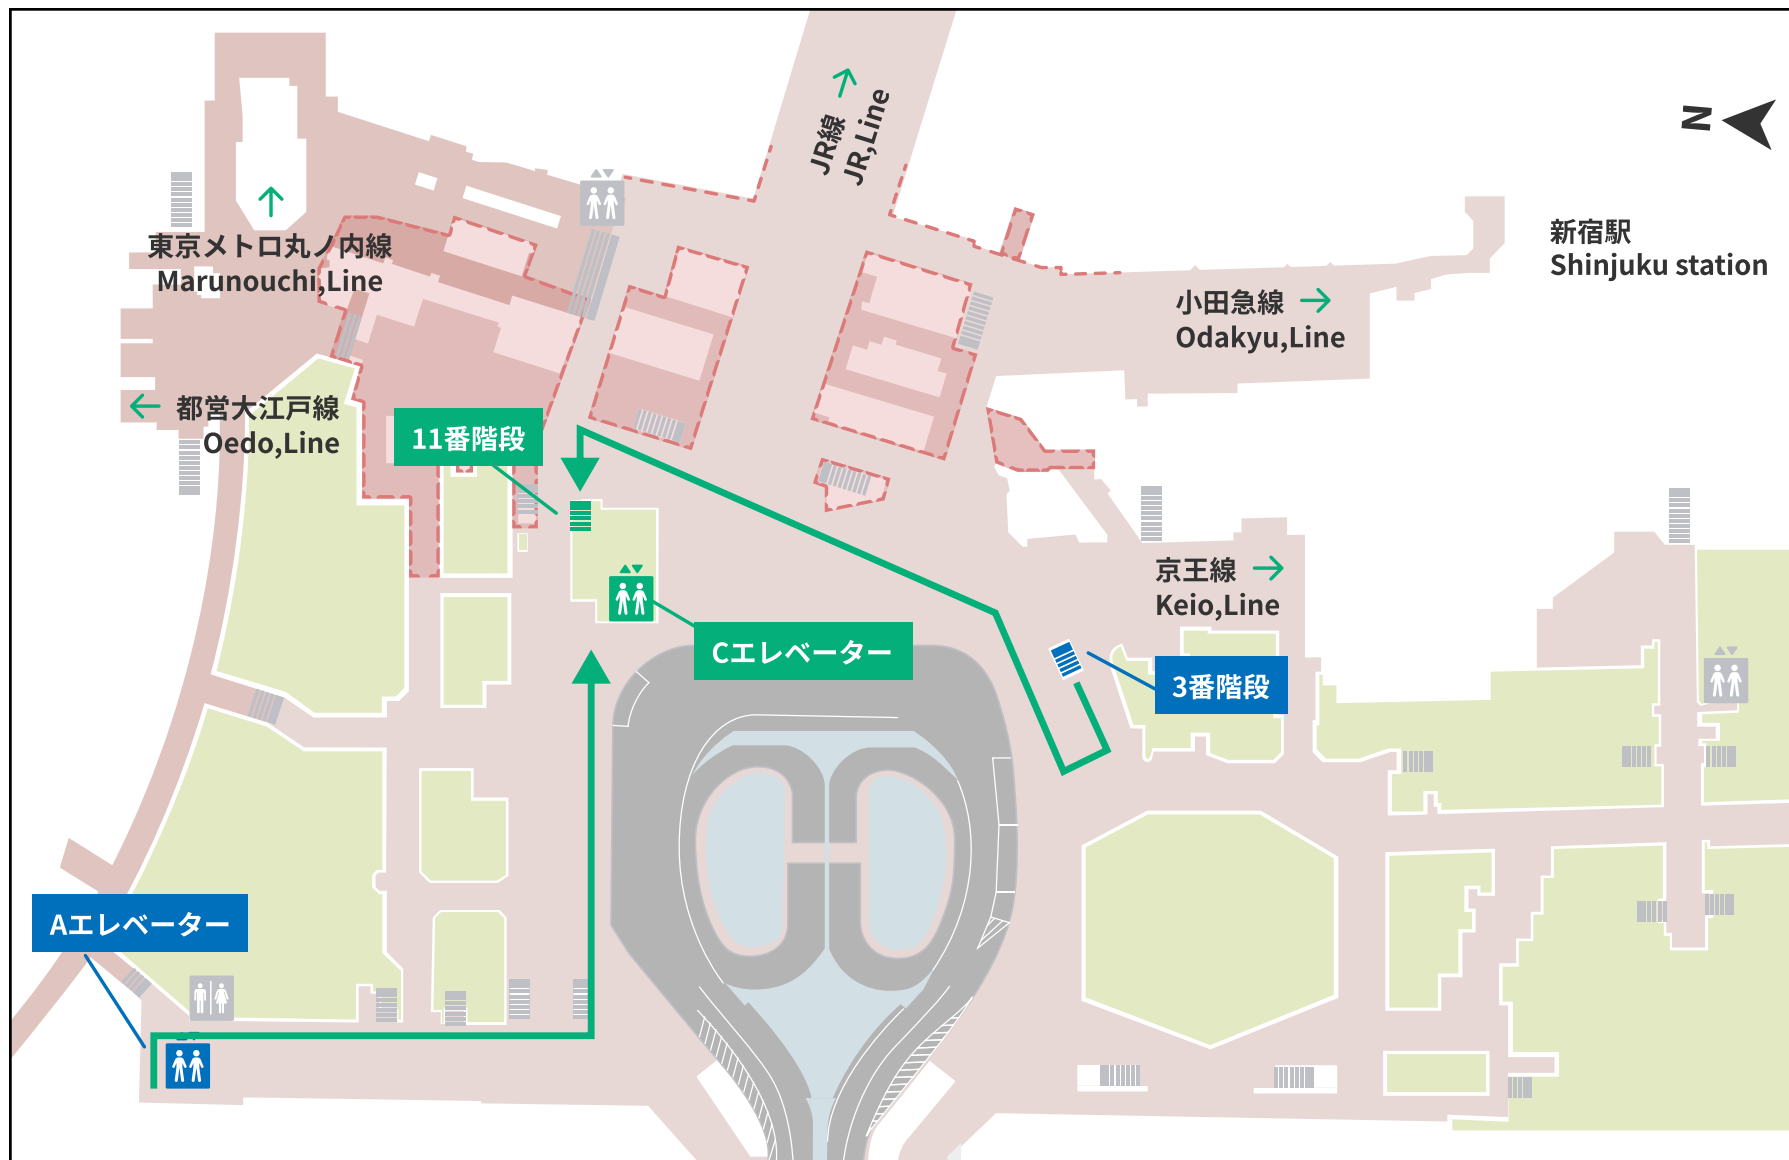 JR線
JR,Line
N
新宿駅
Shinjuku station
東京メトロ丸ノ内線
Marunouchi,Line
小田急線
Odakyu,Line
都営大江戸線
Oedo,Line
11番階段
京王線
Keio,Line
Cエレベーター
3番階段
Aエレベーター